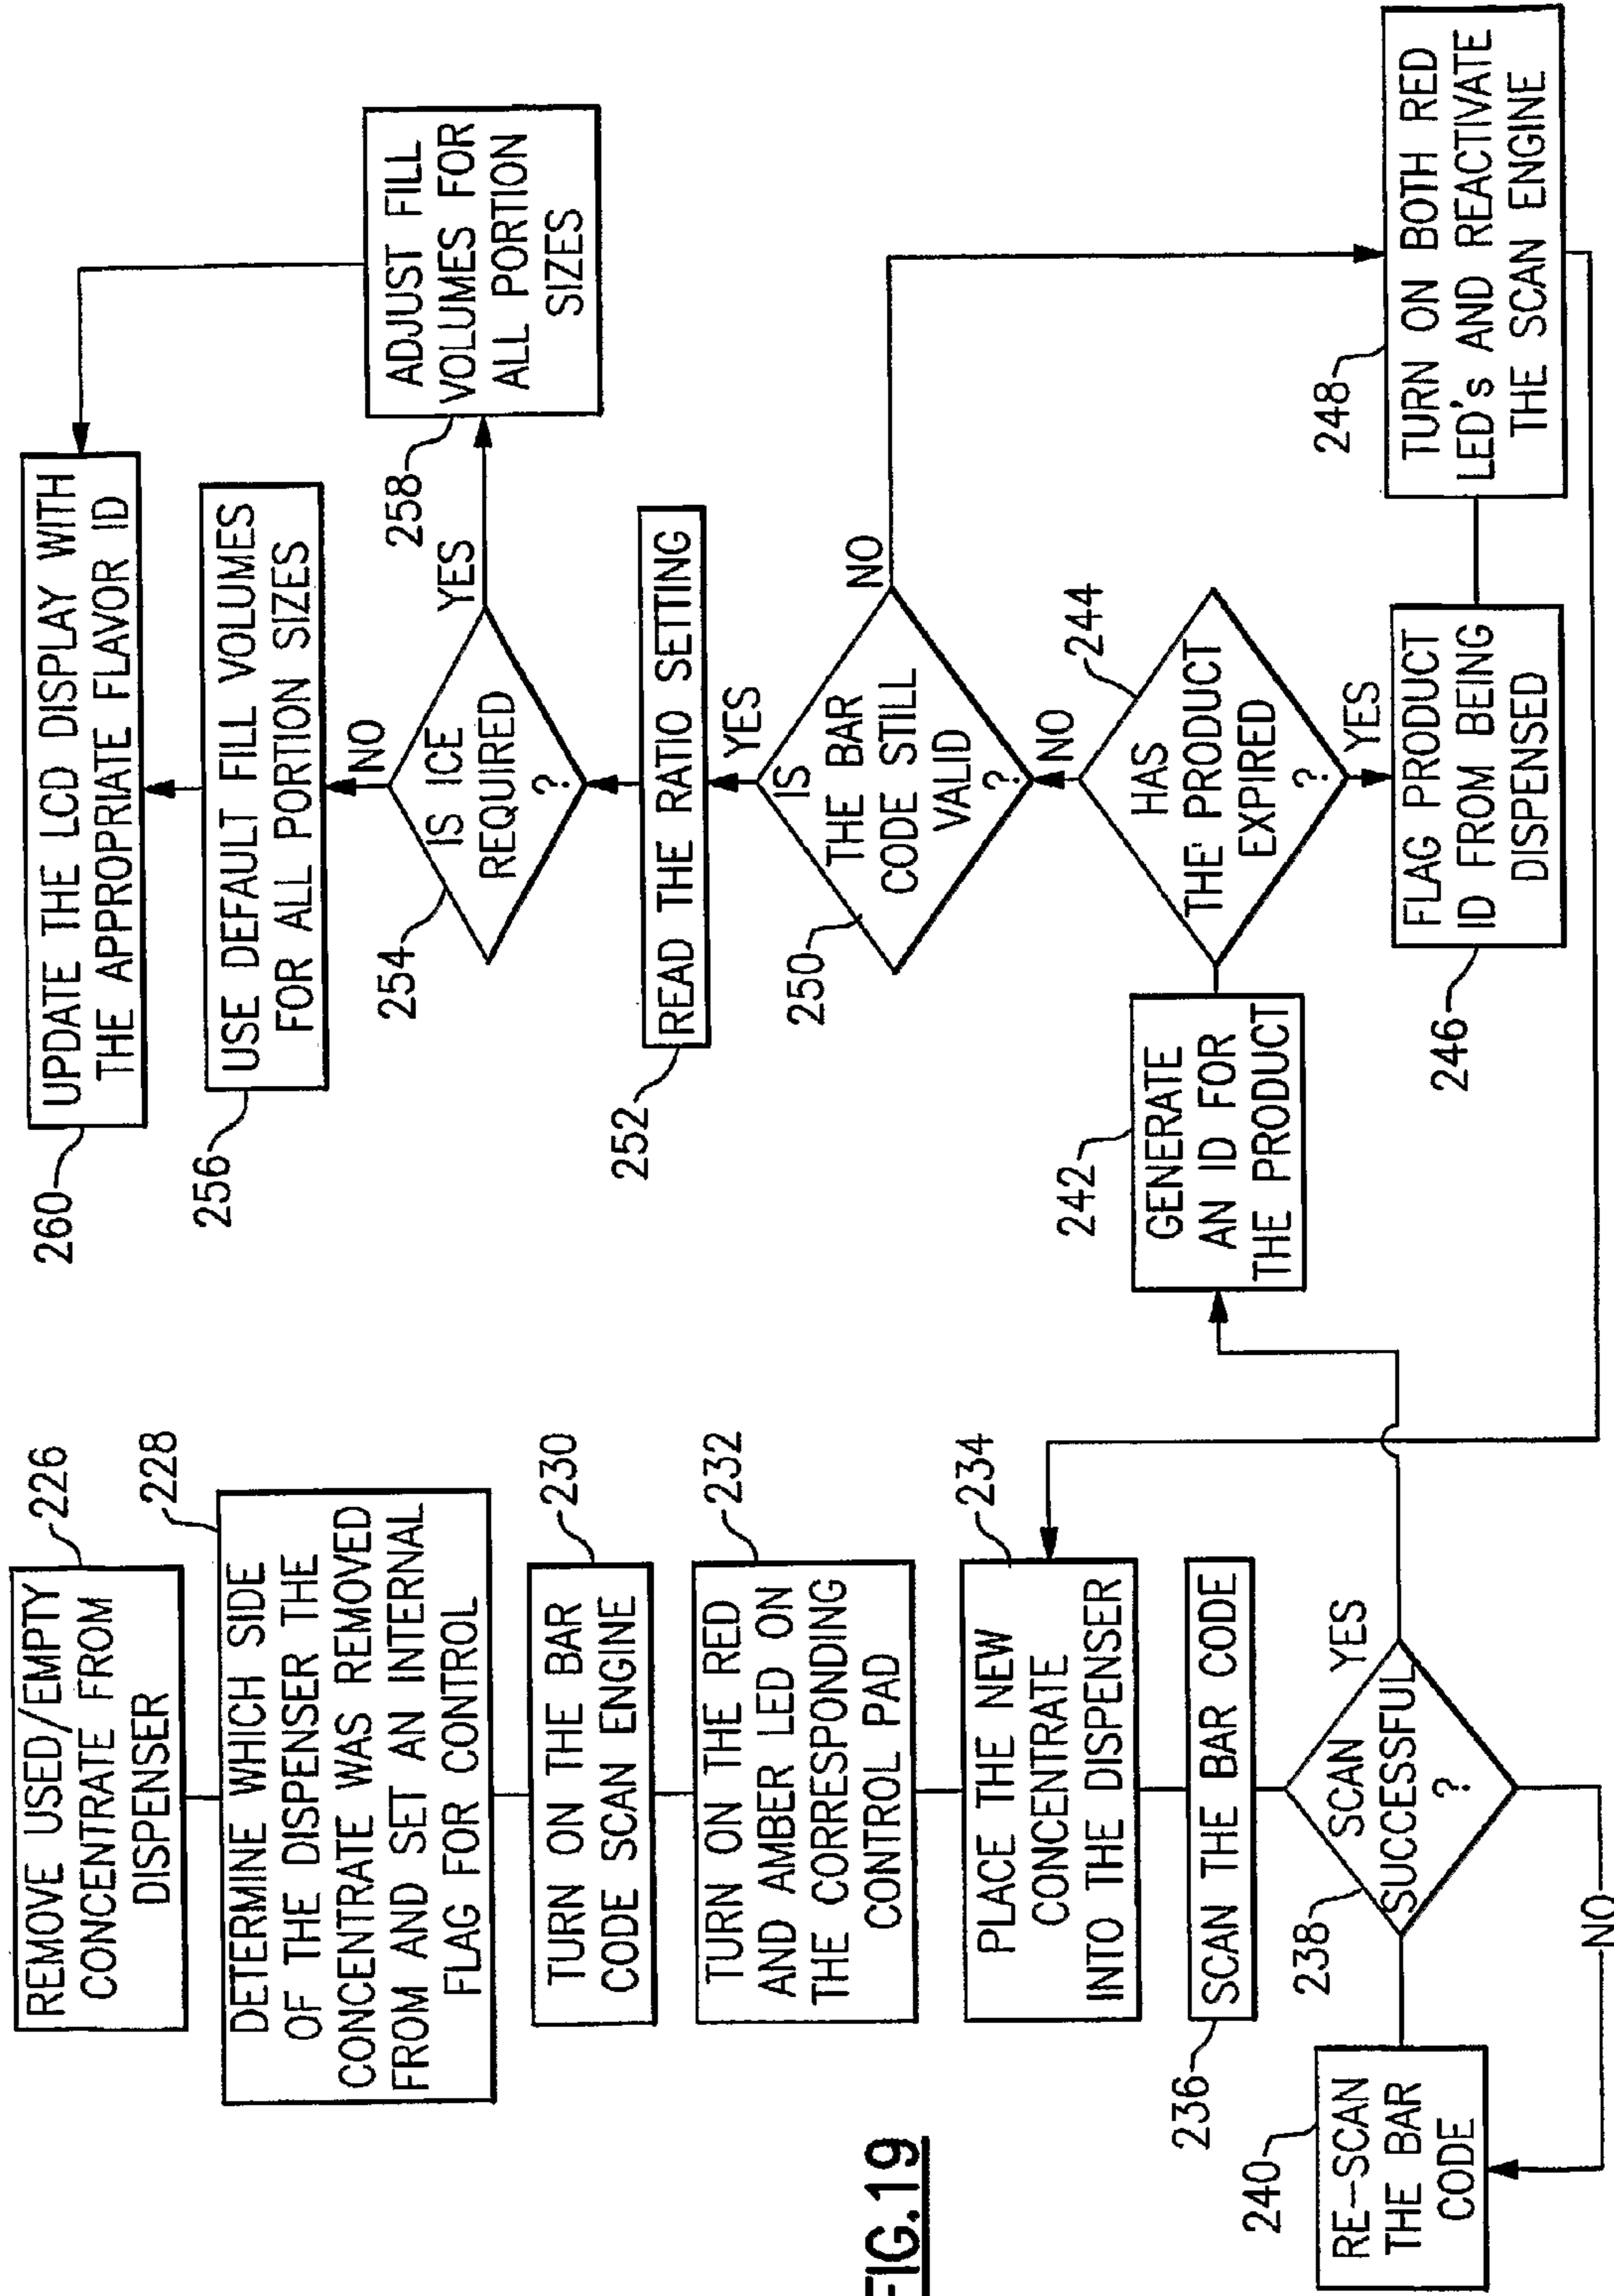 REMOVE USED/EMPTY
CONCENTRATE FROM
DISPENSER
226
DETERMINE WHICH SIDE
OF THE DISPENSER THE
CONCENTRATE WAS REMOVED
FROM AND SET AN INTERNAL
FLAG FOR CONTROL
228
TURN ON THE BAR
CODE SCAN ENGINE
230
TURN ON THE RED
AND AMBER LED ON
THE CORRESPONDING
CONTROL PAD
232
PLACE THE NEW
CONCENTRATE
INTO THE DISPENSER
234
SCAN THE BAR CODE
236
SCAN
SUCCESSFUL
?
238
YES
NO
RE-SCAN
THE BAR
CODE
240
GENERATE
AN ID FOR
THE PRODUCT
242
HAS
THE PRODUCT
EXPIRED
?
244
YES
NO
FLAG PRODUCT
ID FROM BEING
DISPENSED
246
TURN ON BOTH RED
LED's AND REACTIVATE
THE SCAN ENGINE
248
IS
THE BAR
CODE STILL
VALID
?
250
NO
YES
READ THE RATIO SETTING
252
IS ICE
REQUIRED
?
254
NO
YES
USE DEFAULT FILL VOLUMES
FOR ALL PORTION SIZES
256
ADJUST FILL
VOLUMES FOR
ALL PORTION
SIZES
258
UPDATE THE LCD DISPLAY WITH
THE APPROPRIATE FLAVOR ID
260
FIG.19